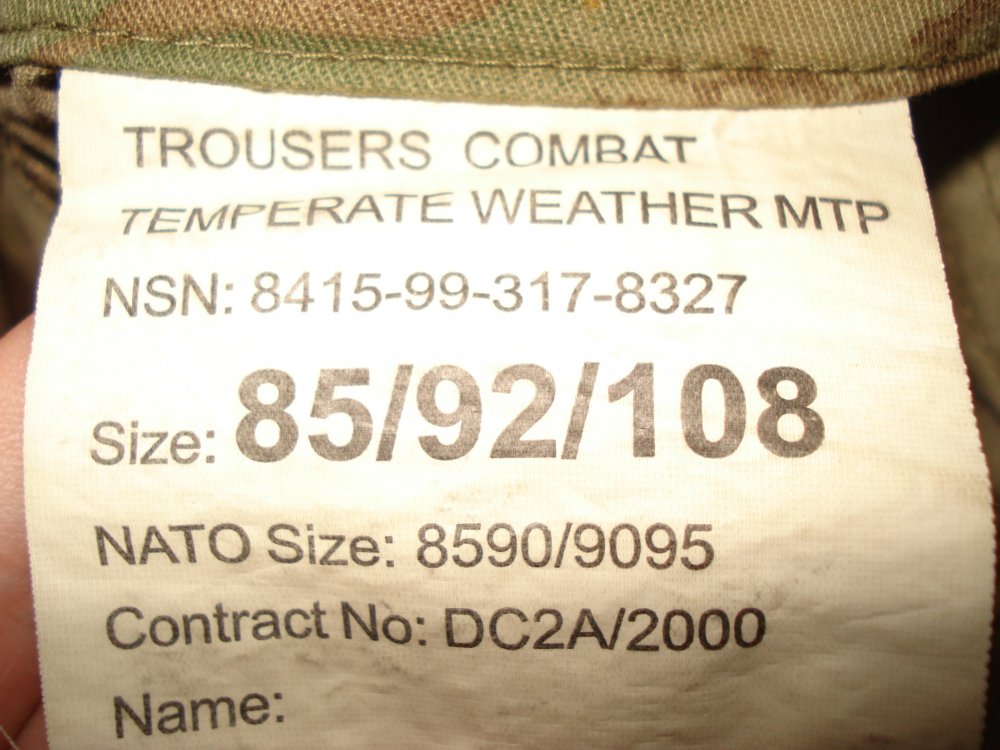 TROUSERS COMBAT
TEMPERATE WEATHER MTP
NSN: 8415-99-317-8327
Size: 85/92/108
NATO Size: 8590/9095
Contract No: DC2A/2000
Name: